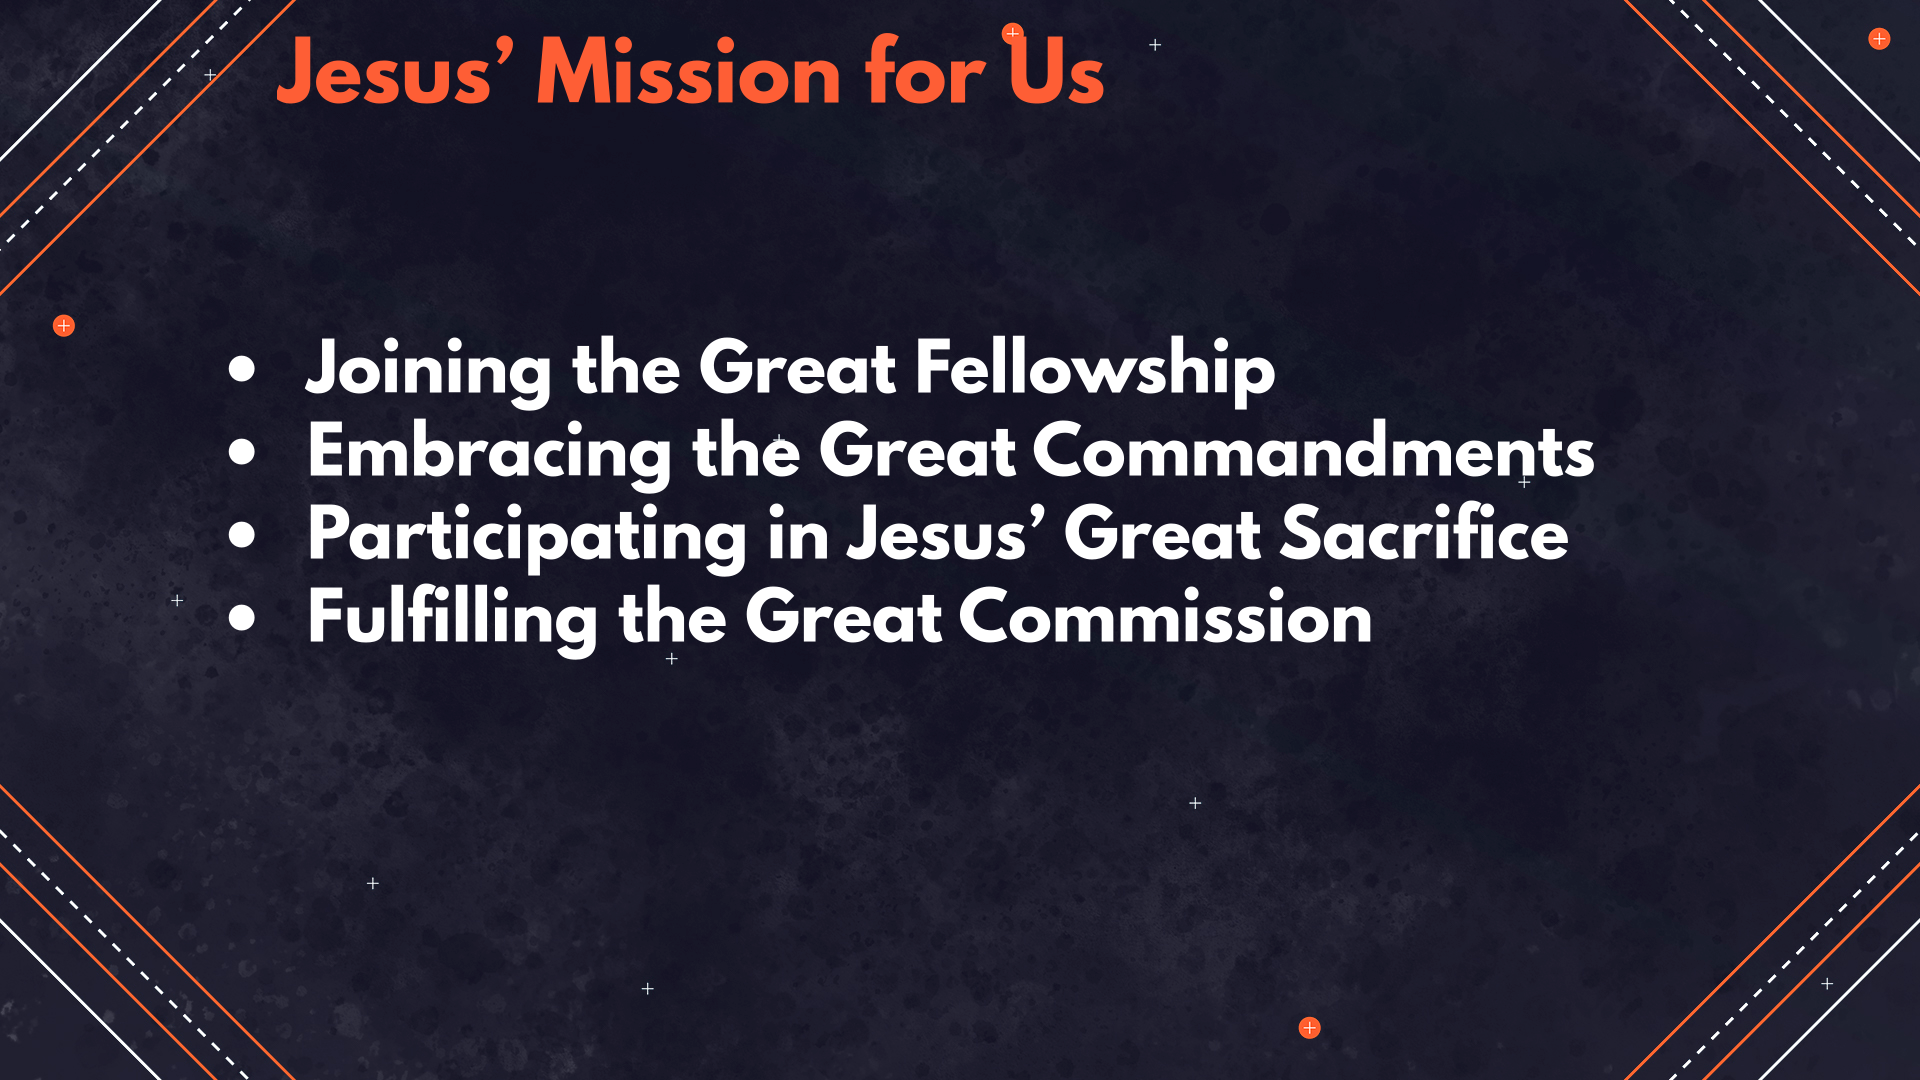 Jesus’ Mission for Us
• Joining the Great Fellowship
• Embracing the Great Commandments
• Participating in Jesus’ Great Sacrifice
• Fulfilling the Great Commission